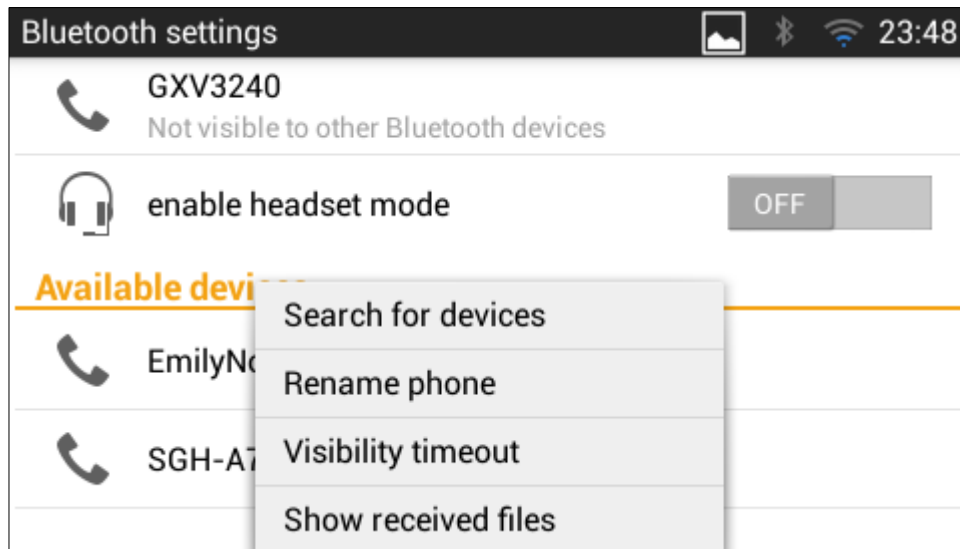 Bluetooth settings 23:48
GXV3240
Not visible to other Bluetooth devices
enable headset mode OFF
Available
Search for devices
Rename phone
Visibility timeout
Show received files